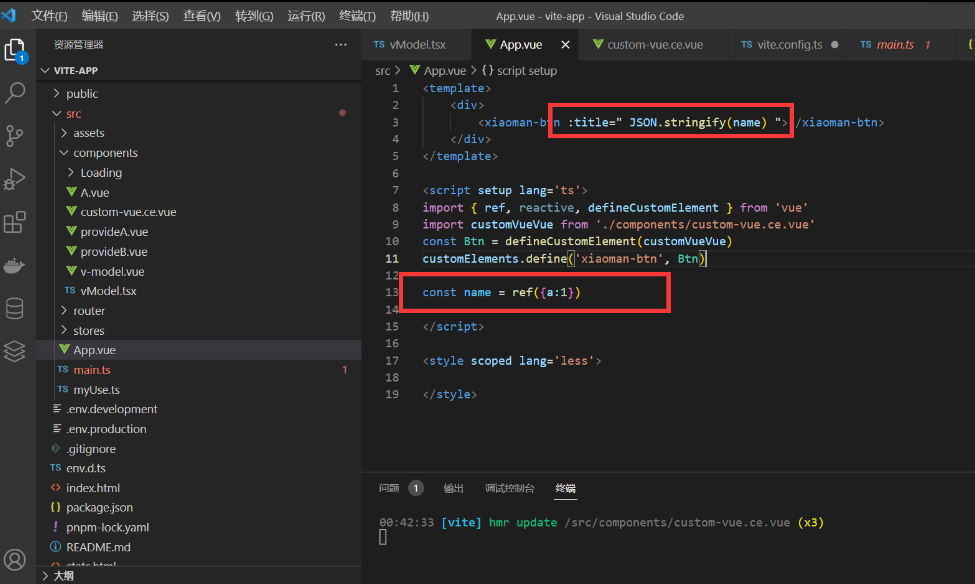 文件(F) 编辑(E) 选择(S) 查看(V) 转到(G) 运行(R) 终端(T) 帮助(H) App.vue - vite-app - Visual Studio Code
资源管理器 ···
VITE-APP
public
src
assets
components
Loading
A.vue
custom-vue.ce.vue
provideA.vue
provideB.vue
v-model.vue
TS vModel.tsx
router
stores
App.vue
TS main.ts 1
TS myUse.ts
.env.development
.env.production
.gitignore
TS env.d.ts
index.html
{} package.json
! pnpm-lock.yaml
README.md
stats.html
大纲
1
TS vModel.tsx App.vue × custom-vue.ce.vue TS vite.config.ts ● TS main.ts 1 {
src > App.vue > {} script setup
1 <template>
2 <div>
3 <xiaoman-btn :title=" JSON.stringify(name) "></xiaoman-btn>
4 </div>
5 </template>
6
7 <script setup lang='ts'>
8 import { ref, reactive, defineCustomElement } from 'vue'
9 import customVueVue from './components/custom-vue.ce.vue'
10 const Btn = defineCustomElement(customVueVue)
11 customElements.define('xiaoman-btn', Btn)
12
13 const name = ref({a:1})
14
15 </script>
16
17 <style scoped lang='less'>
18
19 </style>
问题 1 输出 调试控制台 终端
00:42:33 [vite] hmr update /src/components/custom-vue.ce.vue (x3)